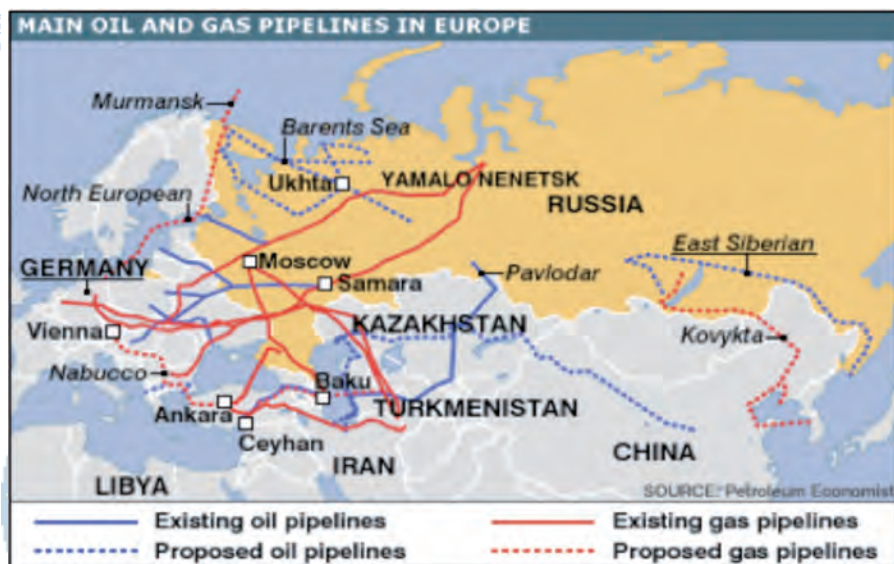 MAIN OIL AND GAS PIPELINES IN EUROPE
Murmansk
Barents Sea
Ukhta
YAMALO NENETSK
North European
RUSSIA
East Siberian
Moscow
GERMANY
Pavlodar
Samara
Vienna
KAZAKHSTAN
Kovykta
Nabucco
Baku
Ankara
TURKMENISTAN
Ceyhan
CHINA
IRAN
LIBYA
SOURCE: Petroleum Economist
Existing oil pipelines
Existing gas pipelines
Proposed oil pipelines
Proposed gas pipelines